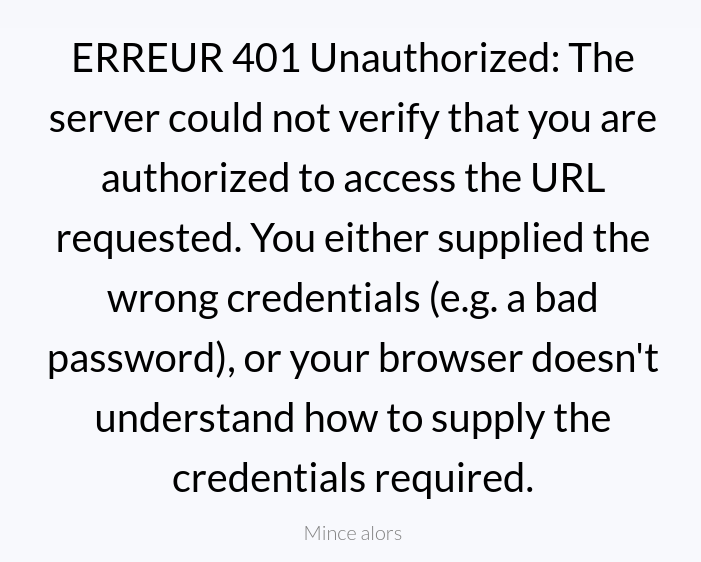 ERREUR 401 Unauthorized: The
server could not verify that you are
authorized to access the URL
requested. You either supplied the
wrong credentials (e.g. a bad
password), or your browser doesn't
understand how to supply the
credentials required.
Mince alors